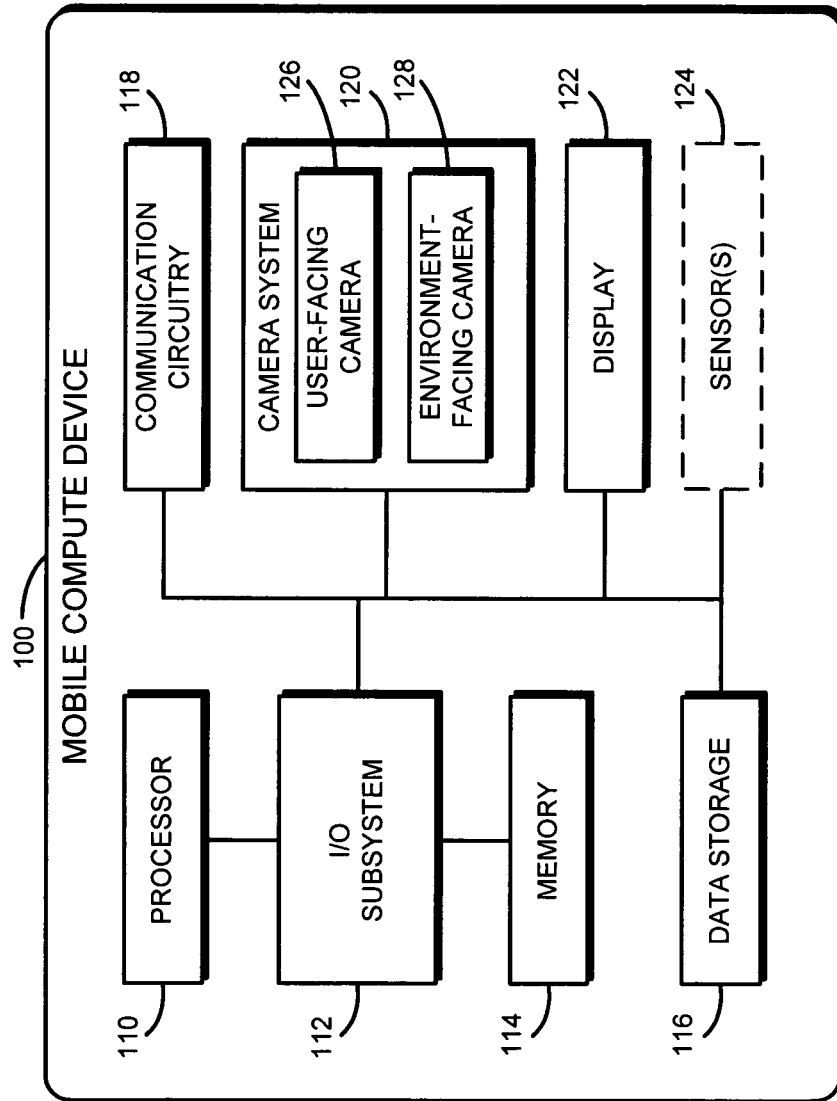 100
MOBILE COMPUTE DEVICE
110
PROCESSOR
112
I/O
SUBSYSTEM
114
MEMORY
116
DATA STORAGE
COMMUNICATION
CIRCUITRY
118
CAMERA SYSTEM
USER-FACING
CAMERA
126
120
ENVIRONMENT-
FACING CAMERA
128
DISPLAY
122
SENSOR(S)
124